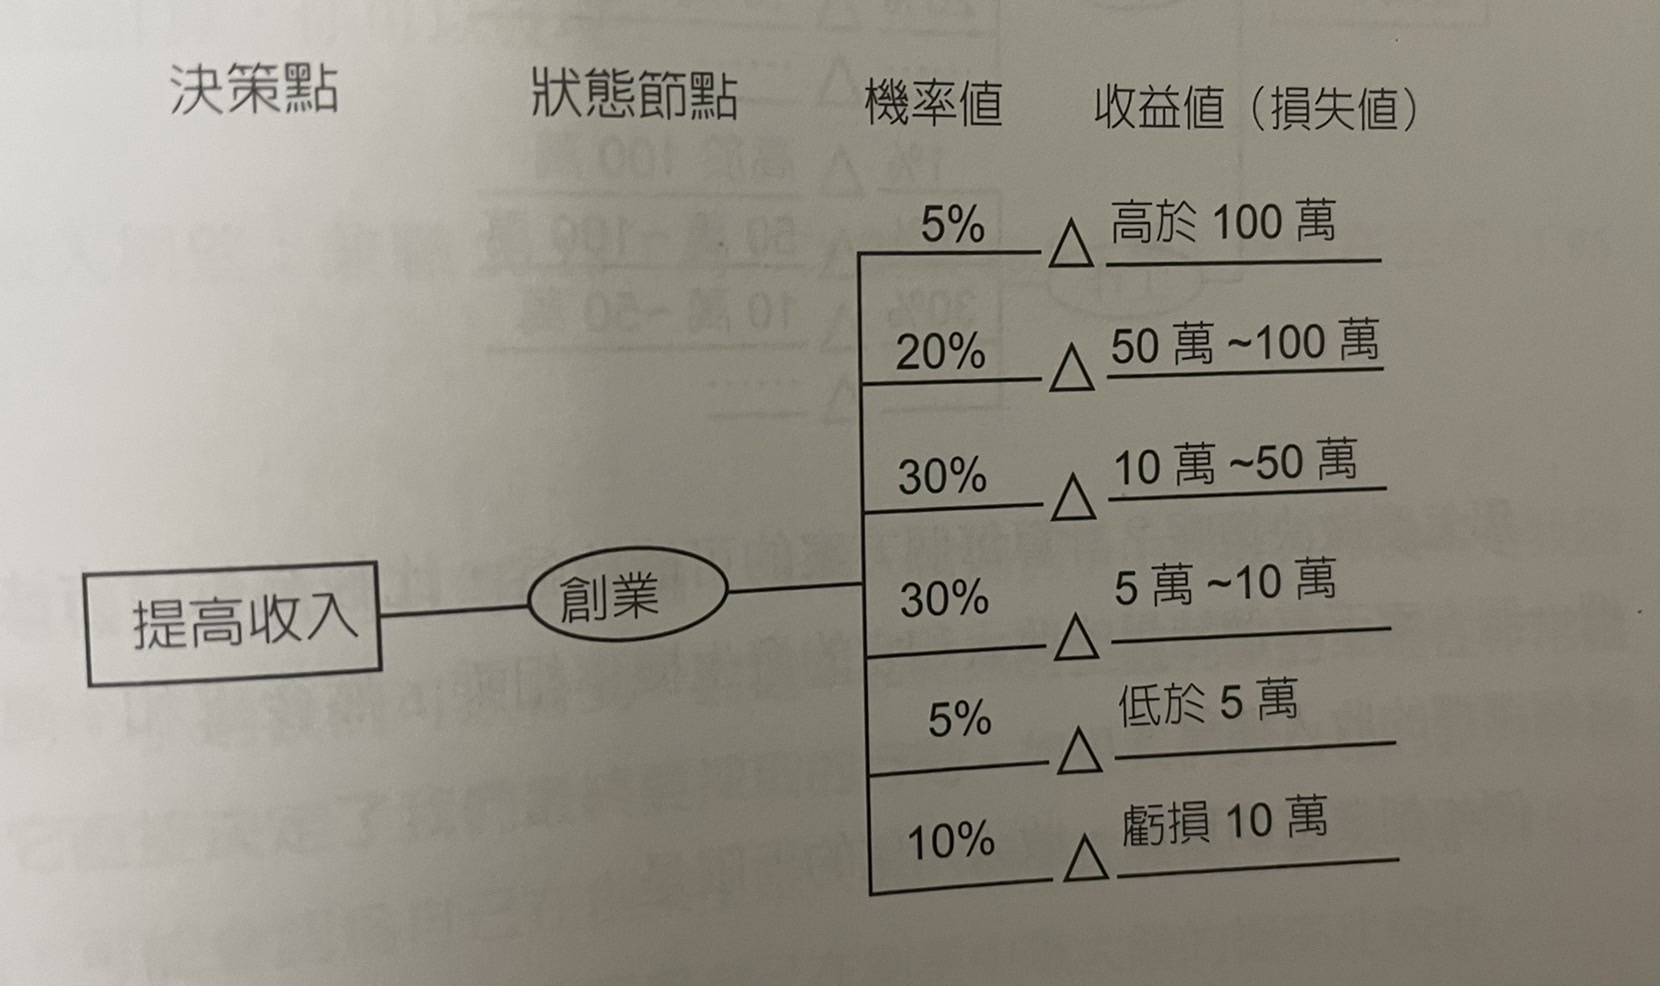 決策點 狀態節點 機率值 收益值（損失值）
5% △ 高於 100 萬
20% △ 50 萬 ~100 萬
30% △ 10 萬 ~50 萬
提高收入 創業 30% △ 5 萬 ~10 萬
5% △ 低於 5 萬
10% △ 虧損 10 萬